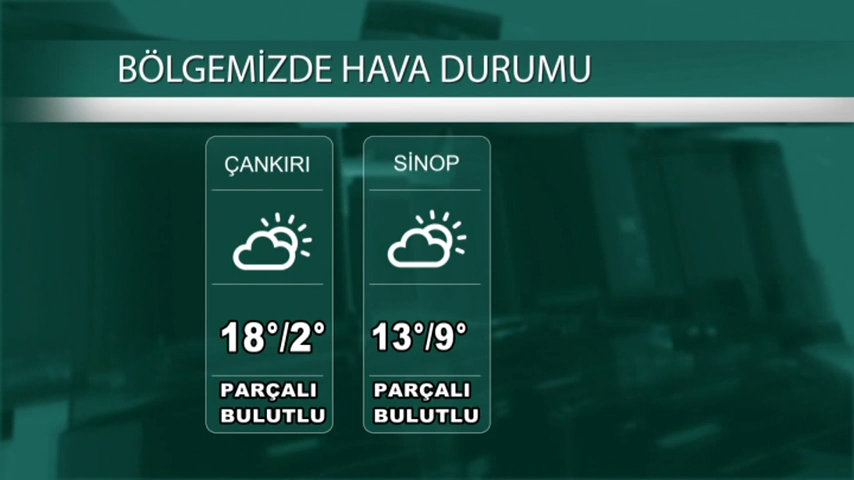 BÖLGEMİZDE HAVA DURUMU
ÇANKIRI
18°/2°
PARÇALI
BULUTLU
SİNOP
13°/9°
PARÇALI
BULUTLU